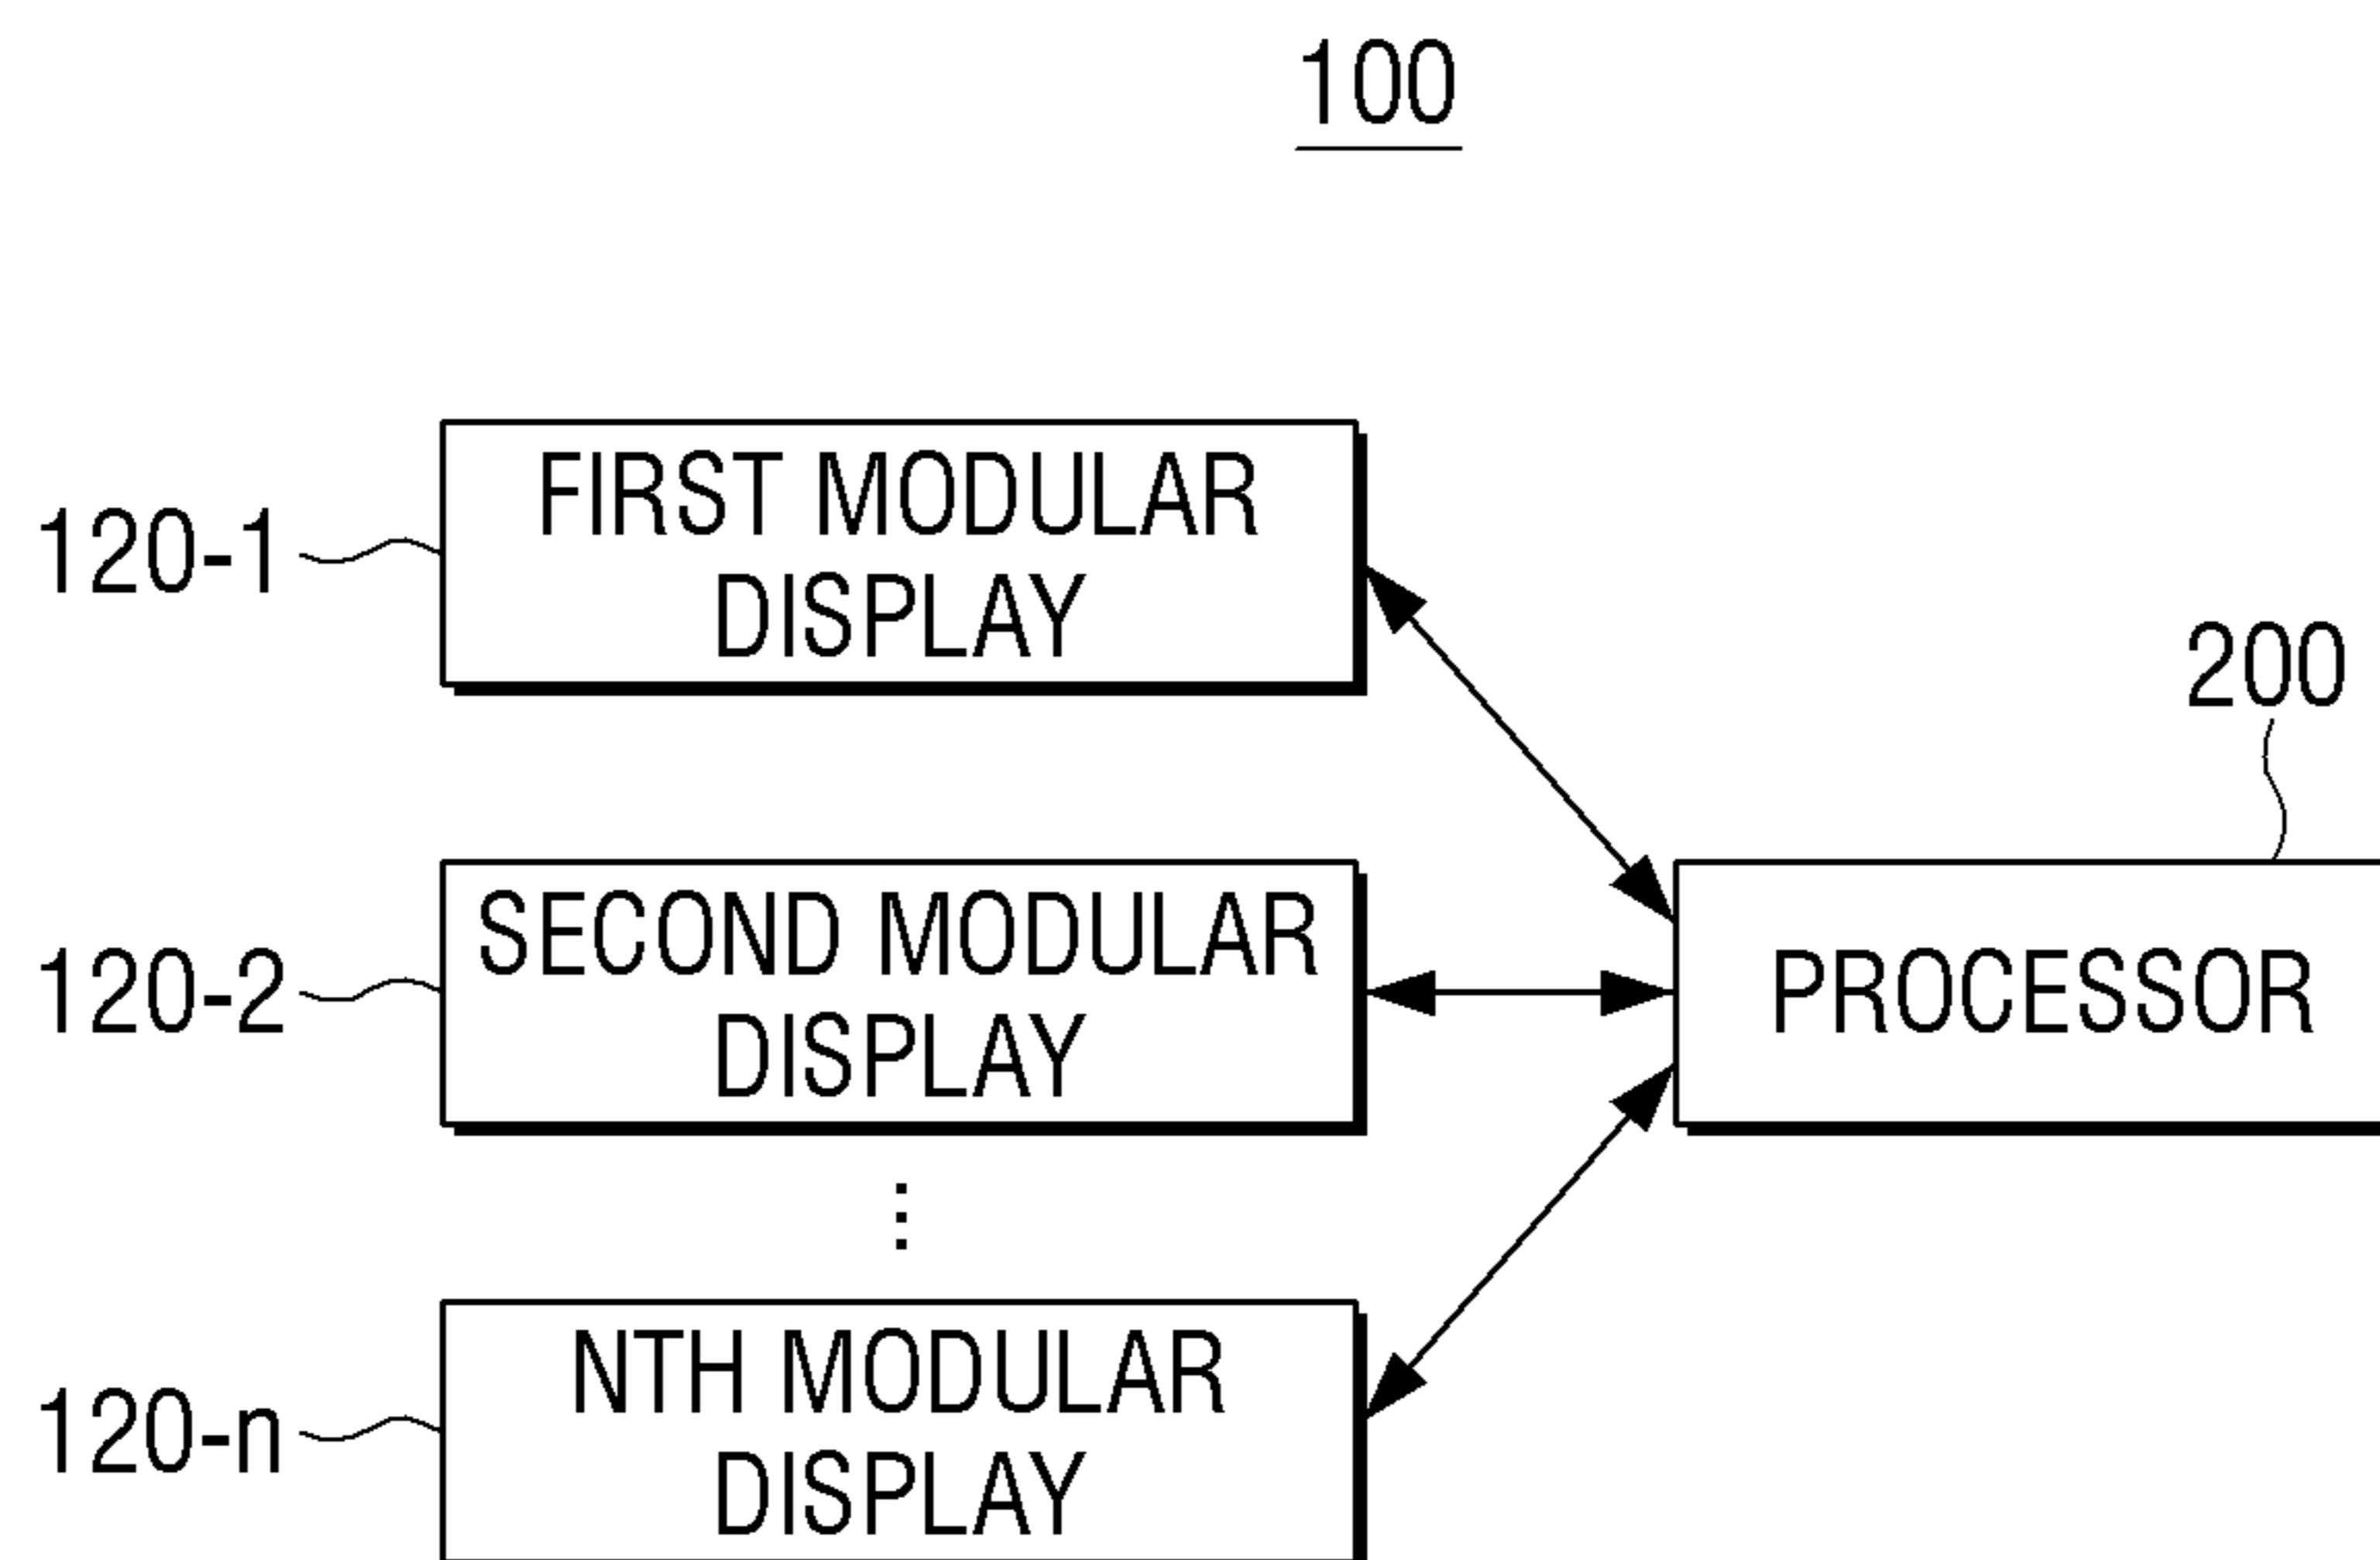 100
120-1
FIRST MODULAR
DISPLAY
200
120-2
SECOND MODULAR
DISPLAY
PROCESSOR
120-n
NTH MODULAR
DISPLAY